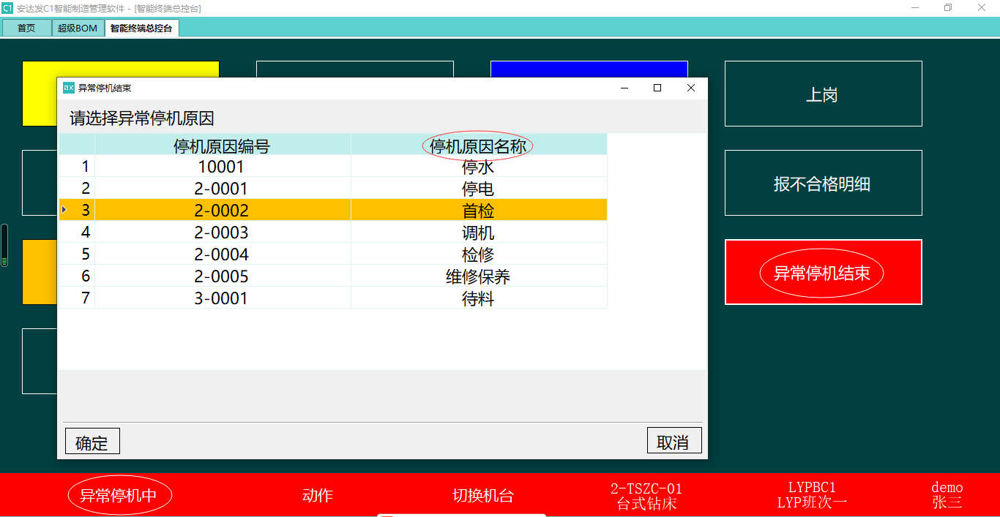 C1 安达发C1智能制造管理软件 - [智能终端总控台]
首页 超级BOM 智能终端总控台
ax 异常停机结束
请选择异常停机原因
停机原因编号 停机原因名称
1 10001 停水
2 2-0001 停电
3 2-0002 首检
4 2-0003 调机
5 2-0004 检修
6 2-0005 维修保养
7 3-0001 待料
确定 取消
上岗
报不合格明细
异常停机结束
异常停机中 动作 切换机台
2-TSZC-01
台式钻床
LYPBC1
LYP班次一
demo
张三